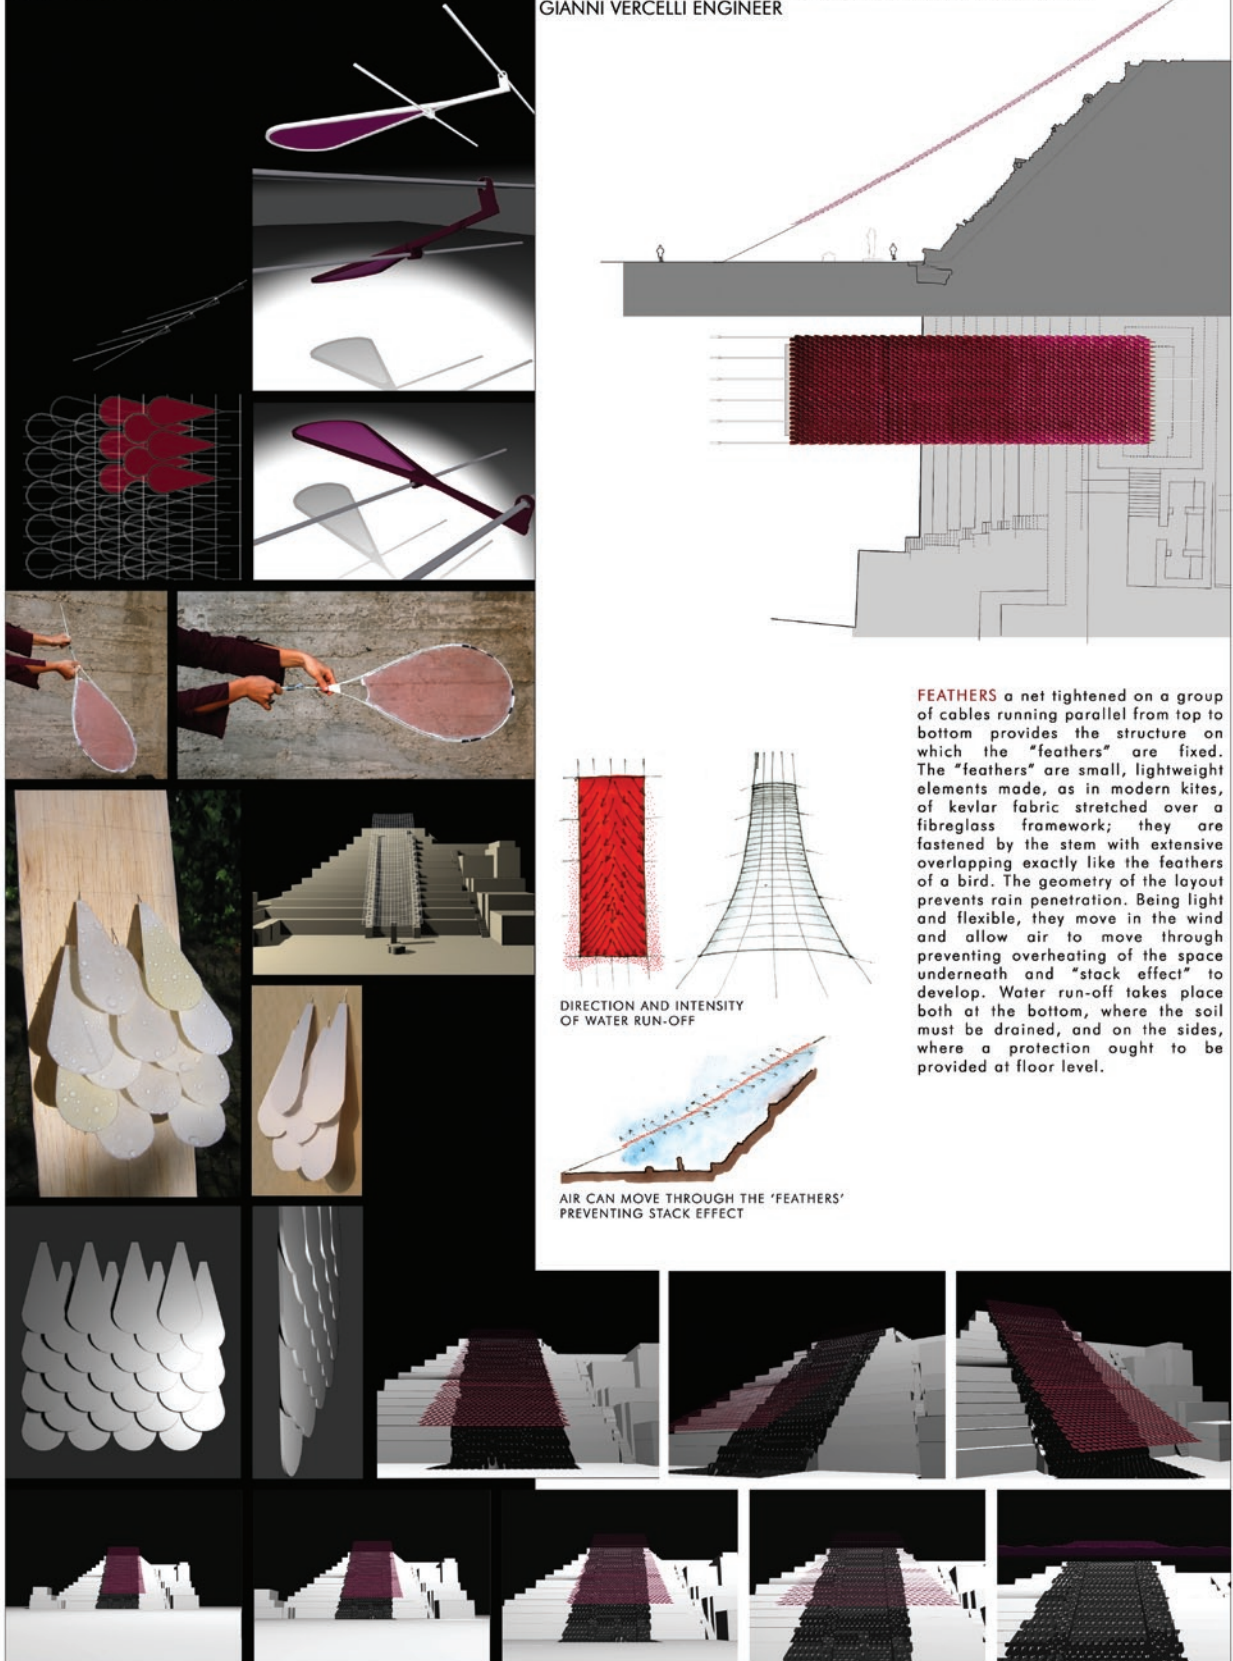 GIANNI VERCELLI ENGINEER
FEATHERS a net tightened on a group
of cables running parallel from top to
bottom provides the structure on
which the "feathers" are fixed.
The "feathers" are small, lightweight
elements made, as in modern kites,
of kevlar fabric stretched over a
fibreglass framework; they are
fastened by the stem with extensive
overlapping exactly like the feathers
of a bird. The geometry of the layout
prevents rain penetration. Being light
and flexible, they move in the wind
and allow air to move through
preventing overheating of the space
underneath and "stack effect" to
develop. Water run-off takes place
both at the bottom, where the soil
must be drained, and on the sides,
where a protection ought to be
provided at floor level.
DIRECTION AND INTENSITY
OF WATER RUN-OFF
AIR CAN MOVE THROUGH THE 'FEATHERS'
PREVENTING STACK EFFECT